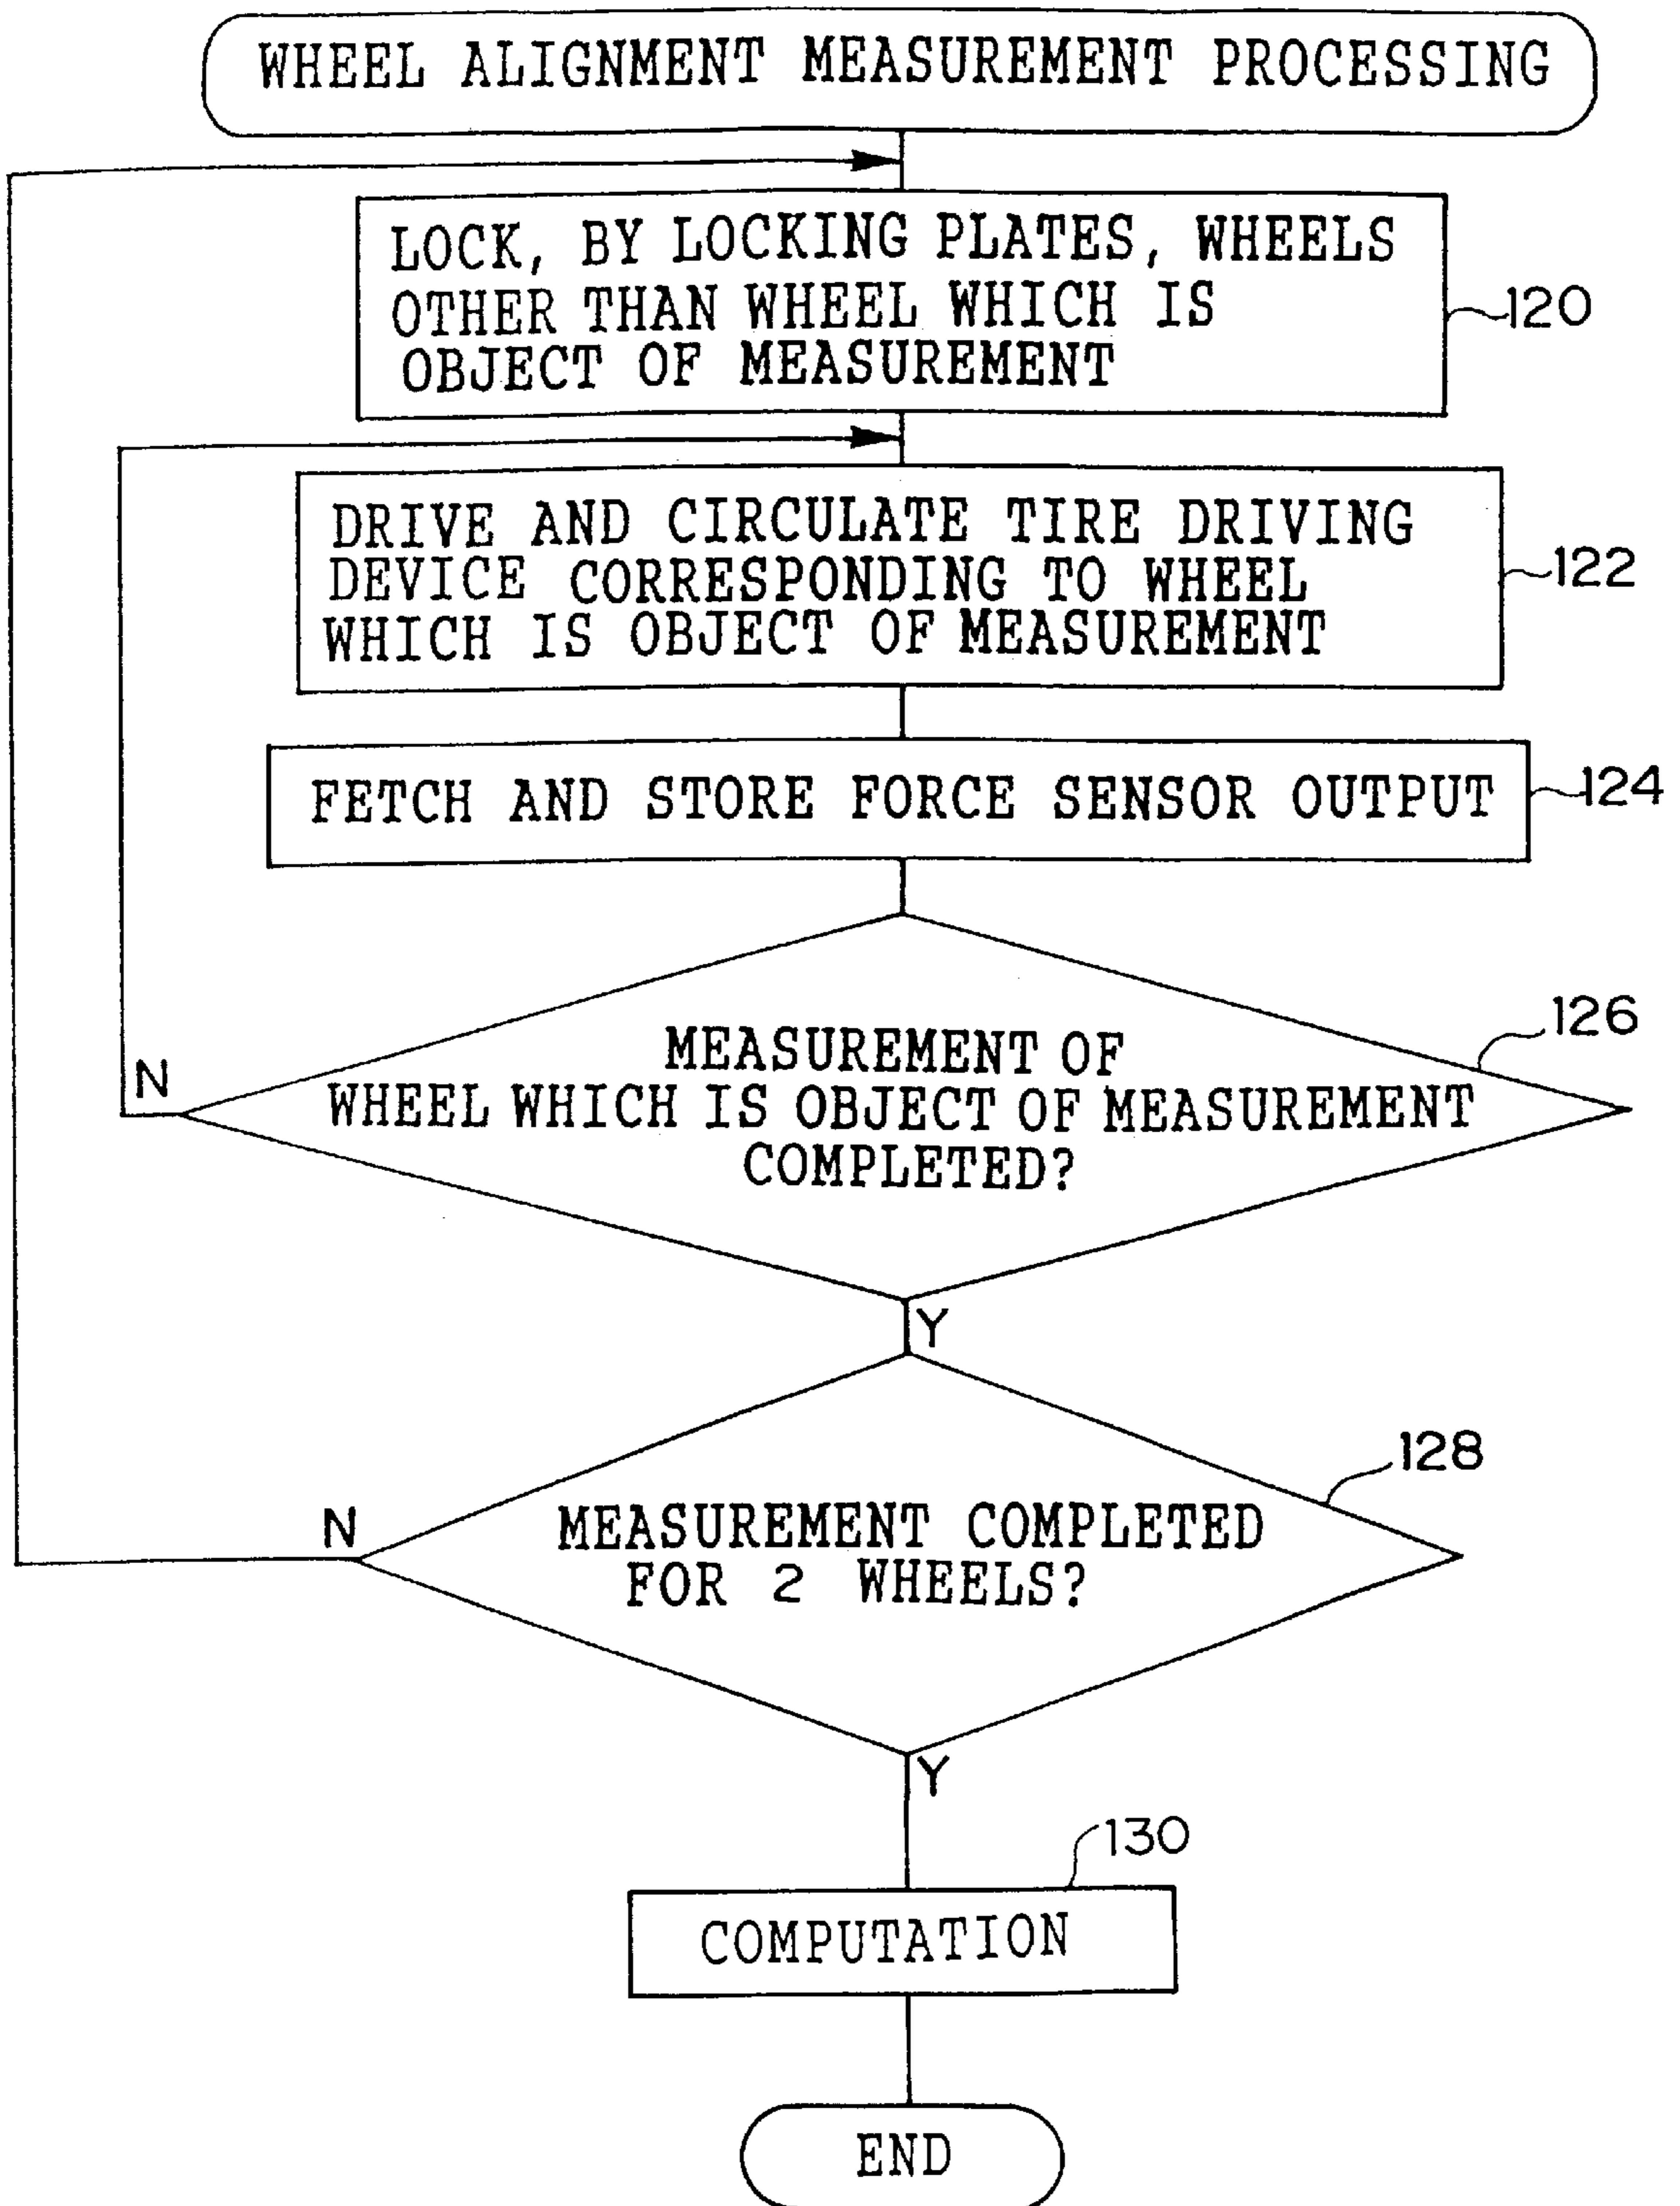 WHEEL ALIGNMENT MEASUREMENT PROCESSING
LOCK, BY LOCKING PLATES, WHEELS
OTHER THAN WHEEL WHICH IS
OBJECT OF MEASUREMENT
120
DRIVE AND CIRCULATE TIRE DRIVING
DEVICE CORRESPONDING TO WHEEL
WHICH IS OBJECT OF MEASUREMENT
122
FETCH AND STORE FORCE SENSOR OUTPUT
124
126
MEASUREMENT OF
WHEEL WHICH IS OBJECT OF MEASUREMENT
COMPLETED?
N
Y
128
MEASUREMENT COMPLETED
FOR 2 WHEELS?
N
Y
130
COMPUTATION
END